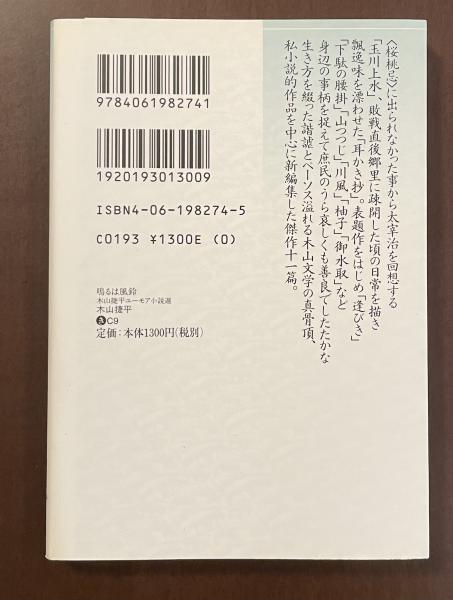 〈桜桃忌〉に出られなかった事から太宰治を回想する
「玉川上水」、敗戦直後郷里に疎開した頃の日常を描き
飄逸味を漂わせた「耳かき抄」。表題作をはじめ「逢びき」
「下駄の腰掛」「山つつじ」「川風」「柚子」「御水取」など
身辺の事柄を捉えて庶民のうら哀しくも善良でしたたかな
生き方を綴った諧謔とペーソス溢れる木山文学の真骨頂、
私小説的作品を中心に新編集した傑作十一篇。
9784061982741
1920193013009
ISBN4-06-198274-5
C0193 ¥1300E (0)
鳴るは風鈴
木山捷平ユーモア小説選
木山捷平
きC9
定価：本体1300円(税別)